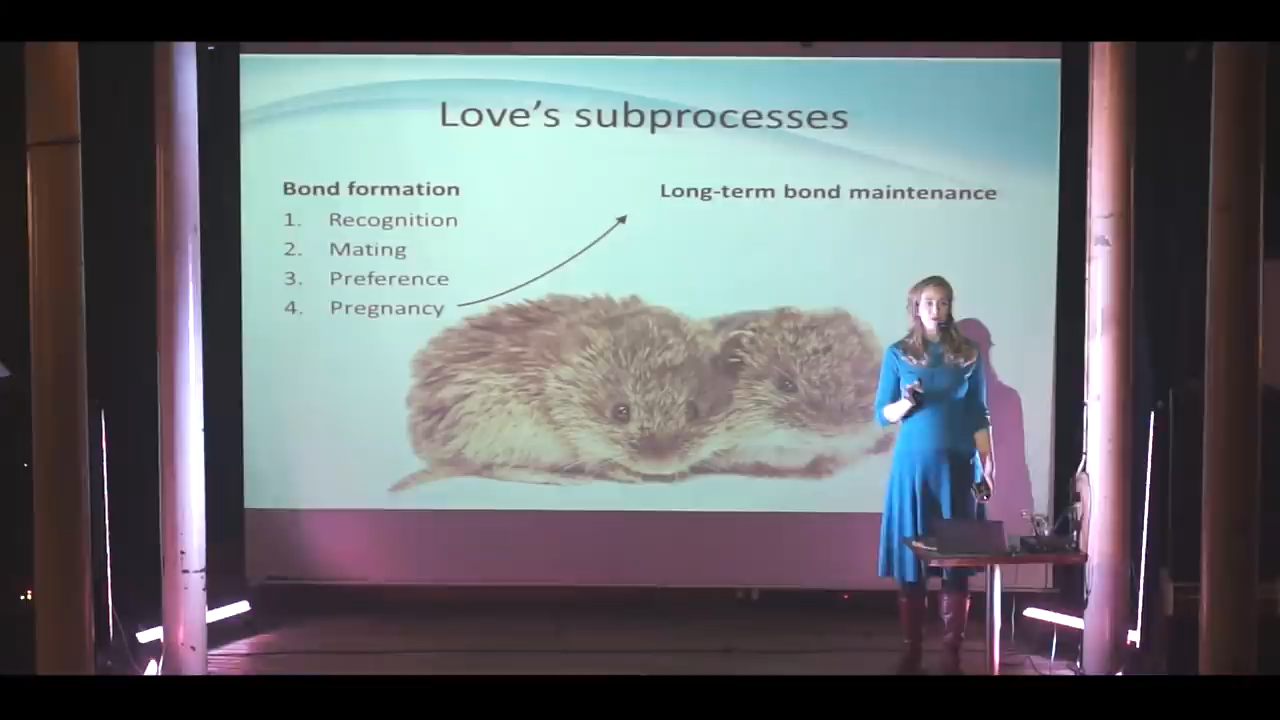 Love's subprocesses
Bond formation
1. Recognition
2. Mating
3. Preference
4. Pregnancy
Long-term bond maintenance